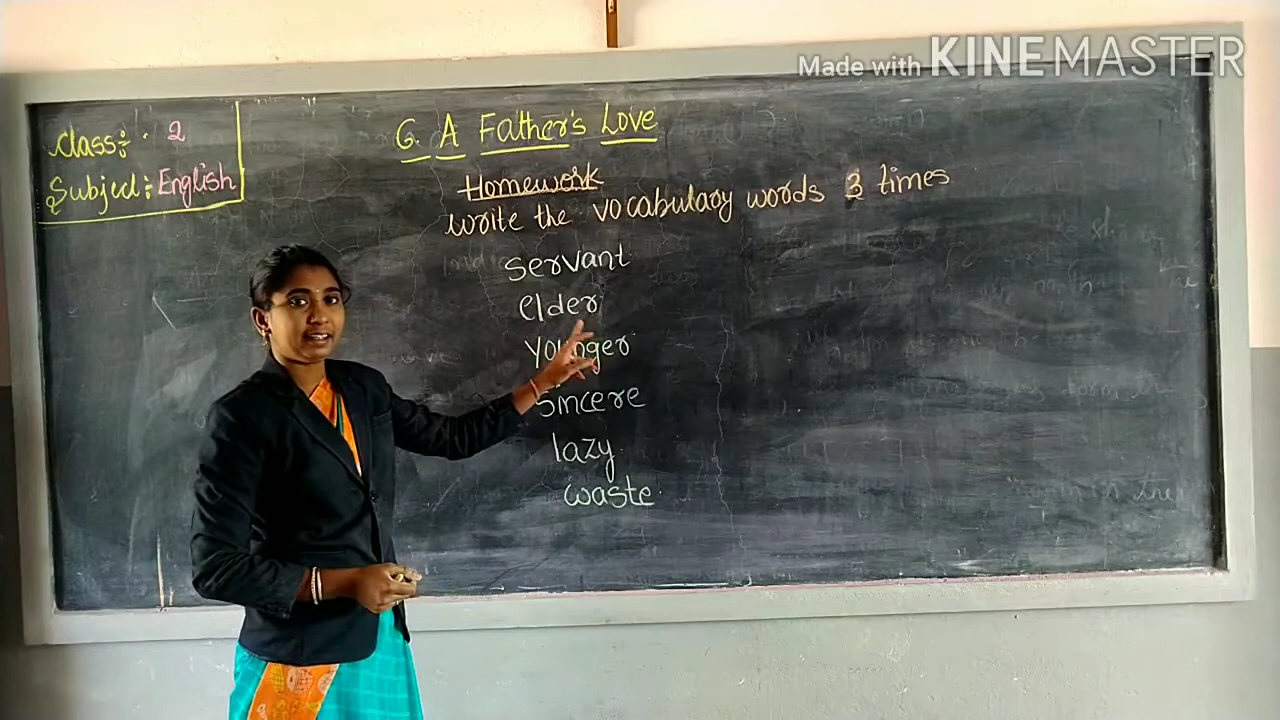 Made with KINEMASTER
Class:- 2
Subject:- English
6. A Father's Love
Homework
Write the vocabulary words 3 times
Servant
elder
younger
Sincere
lazy
waste